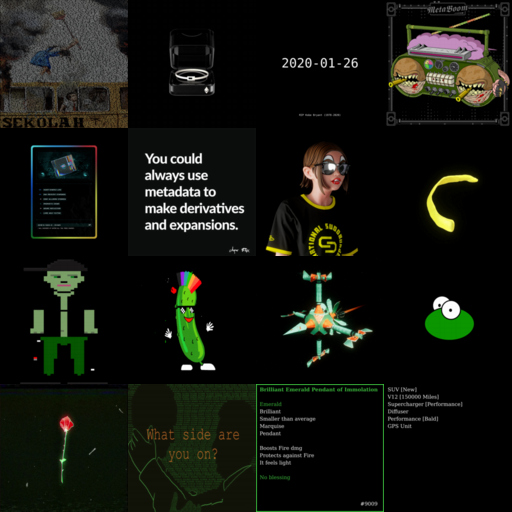 SEKOLAH
2020-01-26
MetaBoom
You could
always use
metadata to
make derivatives
and expansions.
What side are
you on?
Brilliant Emerald Pendant of Immolation
Emerald
Brilliant
Smaller than average
Marquise
Pendant
Boosts Fire dmg
Protects against Fire
It feels light
No blessing
#9009
SUV [New]
V12 [150000 Miles]
Supercharger [Performance]
Diffuser
Performance [Bald]
GPS Unit